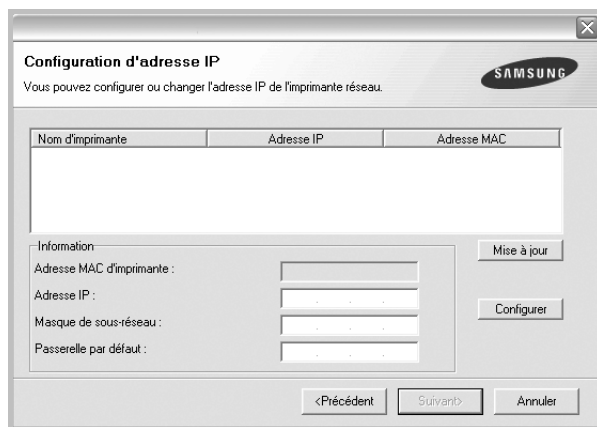 Configuration d'adresse IP
Vous pouvez configurer ou changer l'adresse IP de l'imprimante réseau.
SAMSUNG
Nom d'imprimante Adresse IP Adresse MAC
Information
Mise à jour
Adresse MAC d'imprimante :
Adresse IP :
Configurer
Masque de sous-réseau :
Passerelle par défaut :
<Précédent Suivant> Annuler